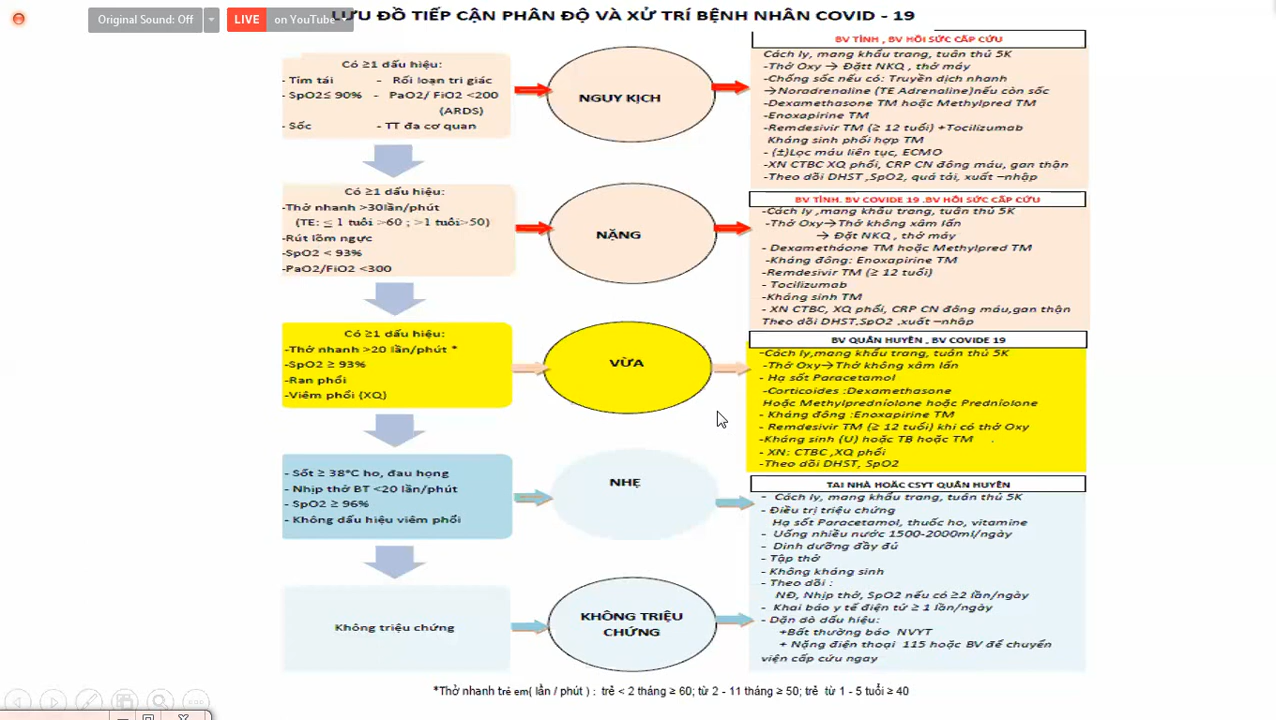 Original Sound: Off
LIVE on YouTube
LƯU ĐỒ TIẾP CẬN PHÂN ĐỘ VÀ XỬ TRÍ BỆNH NHÂN COVID - 19
Có ≥1 dấu hiệu:
- Tím tái - Rối loạn tri giác
- SpO2≤ 90% - PaO2/ FiO2 <200
(ARDS)
- Sốc - TT đa cơ quan
NGUY KỊCH
BV TỈNH , BV HỒI SỨC CẤP CỨU
Cách ly, mang khẩu trang, tuân thủ 5K
-Thở Oxy → Đặtt NKQ , thở máy
-Chống sốc nếu có: Truyền dịch nhanh
→Noradrenaline (TE Adrenaline)nếu còn sốc
-Dexamethasone TM hoặc Methylpred TM
-Enoxaprine TM
-Remdesivir TM (≥ 12 tuổi) +Tocilizumab
Kháng sinh phối hợp TM
- (±)Lọc máu liên tục, ECMO
-XN CTBC XQ phổi, CRP CN đông máu, gan thận
-Theo dõi DHST ,SpO2, quá tải, xuất –nhập
Có ≥1 dấu hiệu:
-Thở nhanh >30lần/phút
(TE: ≤ 1 tuổi >60 ; >1 tuổi>50)
-Rút lõm ngực
-SpO2 < 93%
-PaO2/FiO2 <300
NẶNG
BV TỈNH. BV COVIDE 19 .BV HỒI SỨC CẤP CỨU
-Cách ly ,mang khẩu trang, tuân thủ 5K
-Thở Oxy→Thở không xâm lấn
→ Đặt NKQ , thở máy
- Dexametháone TM hoặc Methylpred TM
-Kháng đông: Enoxapirine TM
-Remdesivir TM (≥ 12 tuổi)
- Tocilizumab
-Kháng sinh TM
- XN CTBC, XQ phổi, CRP CN đông máu,gan thận
Theo dõi DHST,SpO2 ,xuất –nhập
Có ≥1 dấu hiệu:
-Thở nhanh >20 lần/phút *
-SpO2 ≥ 93%
-Ran phổi
-Viêm phổi (XQ)
VỪA
BV QUẬN HUYỆN , BV COVIDE 19
-Cách ly,mang khẩu trang, tuân thủ 5K
-Thở Oxy→Thở không xâm lấn
- Hạ sốt Paracetamol
-Corticoides :Dexamethasone
Hoặc Methylpredniolone hoặc Predniolone
- Kháng đông :Enoxapirine TM
- Remdesivir TM (≥ 12 tuổi) khi có thở Oxy
-Kháng sinh (U) hoặc TB hoặc TM .
- XN: CTBC ,XQ phổi
-Theo dõi DHST, SpO2
- Sốt ≥ 38°C ho, đau họng
- Nhịp thở BT <20 lần/phút
- SpO2 ≥ 96%
- Không dấu hiệu viêm phổi
NHẸ
TẠI NHÀ HOẶC CSYT QUẬN HUYỆN
- Cách ly, mang khẩu trang, tuân thủ 5K
- Điều trị triệu chứng
Hạ sốt Paracetamol, thuốc ho, vitamine
- Uống nhiều nước 1500-2000ml/ngày
- Dinh dưỡng đầy đủ
- Tập thở
- Không kháng sinh
- Theo dõi :
NĐ, Nhịp thở, SpO2 nếu có ≥2 lần/ngày
- Khai báo y tế điện tử ≥ 1 lần/ngày
- Dặn dò dấu hiệu:
+Bất thường báo NVYT
+ Nặng điện thoại 115 hoặc BV để chuyển
viện cấp cứu ngay
Không triệu chứng
KHÔNG TRIỆU
CHỨNG
*Thở nhanh trẻ em( lần / phút ) : trẻ < 2 tháng ≥ 60; từ 2 - 11 tháng ≥ 50; trẻ từ 1 - 5 tuổi ≥ 40